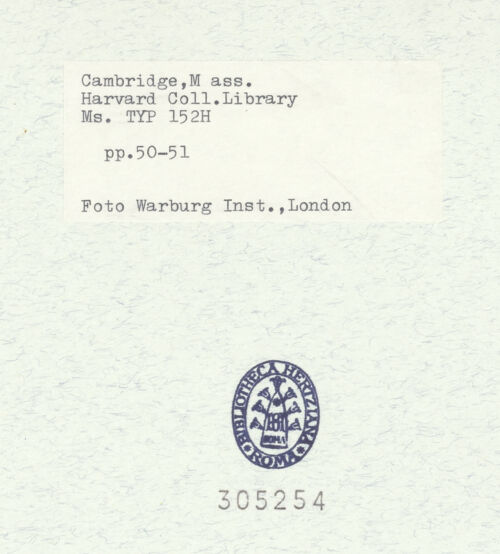 Cambridge,M ass.
Harvard Coll.Library
Ms. TYP 152H
pp.50-51
Foto Warburg Inst.,London
BIBLIOTHECA HERTZIANA
ROMA
ROMA
305254